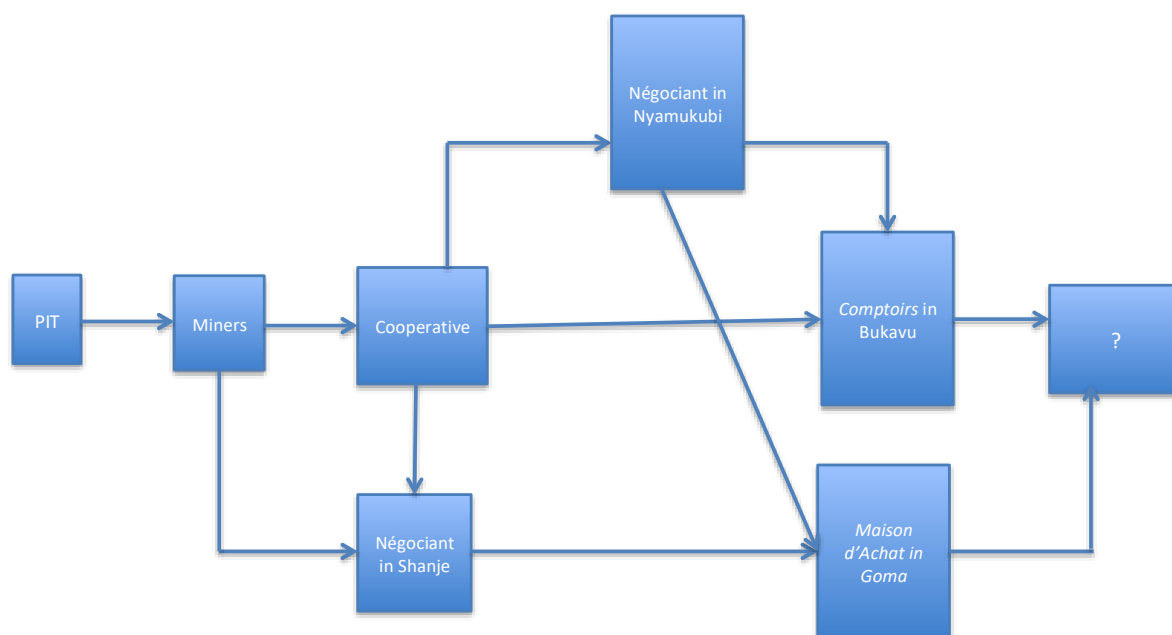 Négociant in
Nyamukubi
PIT
Miners
Cooperative
Comptoirs in
Bukavu
?
Négociant
in Shanje
Maison
d’Achat in
Goma